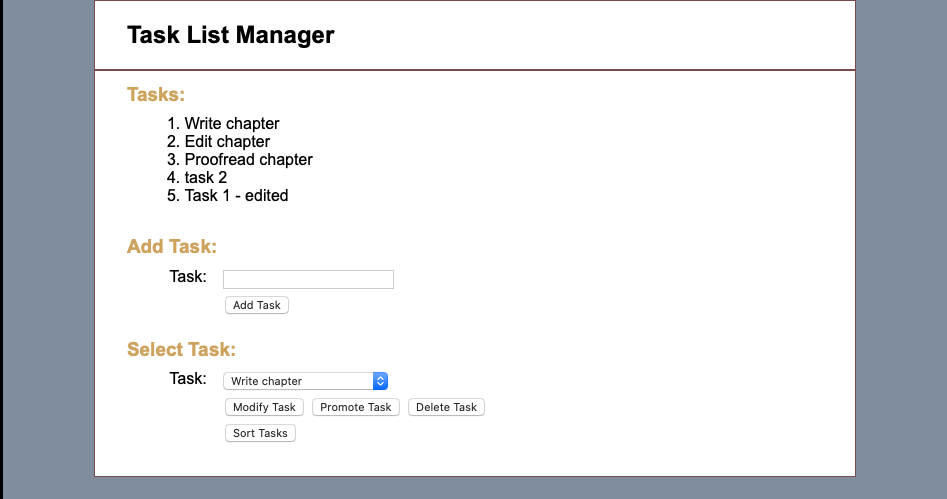 Task List Manager
Tasks:
1. Write chapter
2. Edit chapter
3. Proofread chapter
4. task 2
5. Task 1 - edited
Add Task:
Task:
Add Task
Select Task:
Task: Write chapter
Modify Task Promote Task Delete Task
Sort Tasks